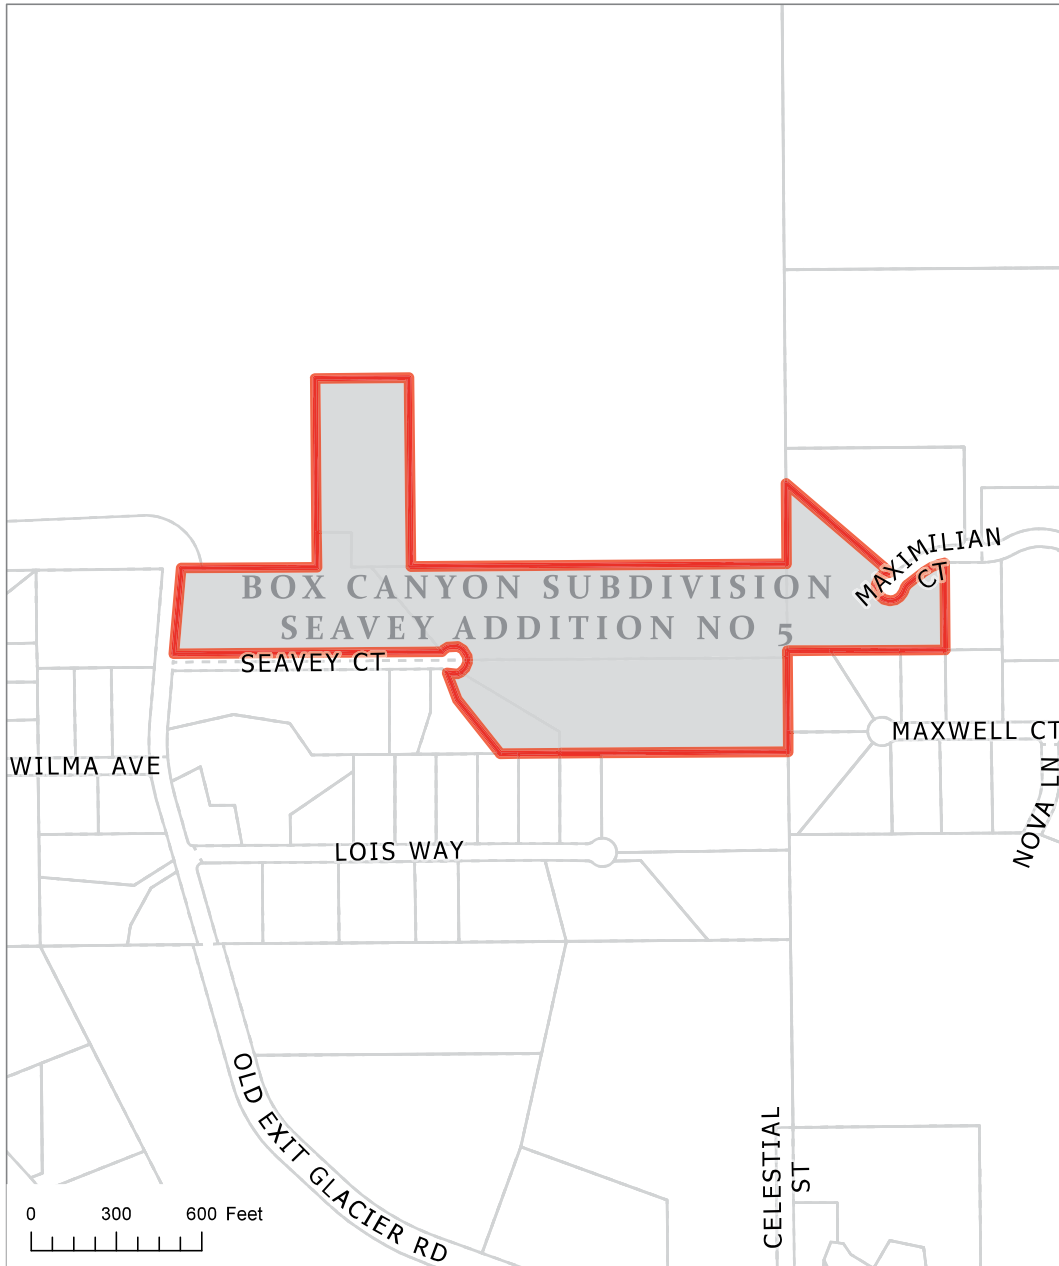 MAXIMILIAN
CT
BOX CANYON SUBDIVISION
SEAVEY ADDITION NO 5
SEAVEY CT
MAXWELL CT
WILMA AVE
NOVA LN
LOIS WAY
OLD EXIT GLACIER RD
CELESTIAL
ST
0 300 600 Feet